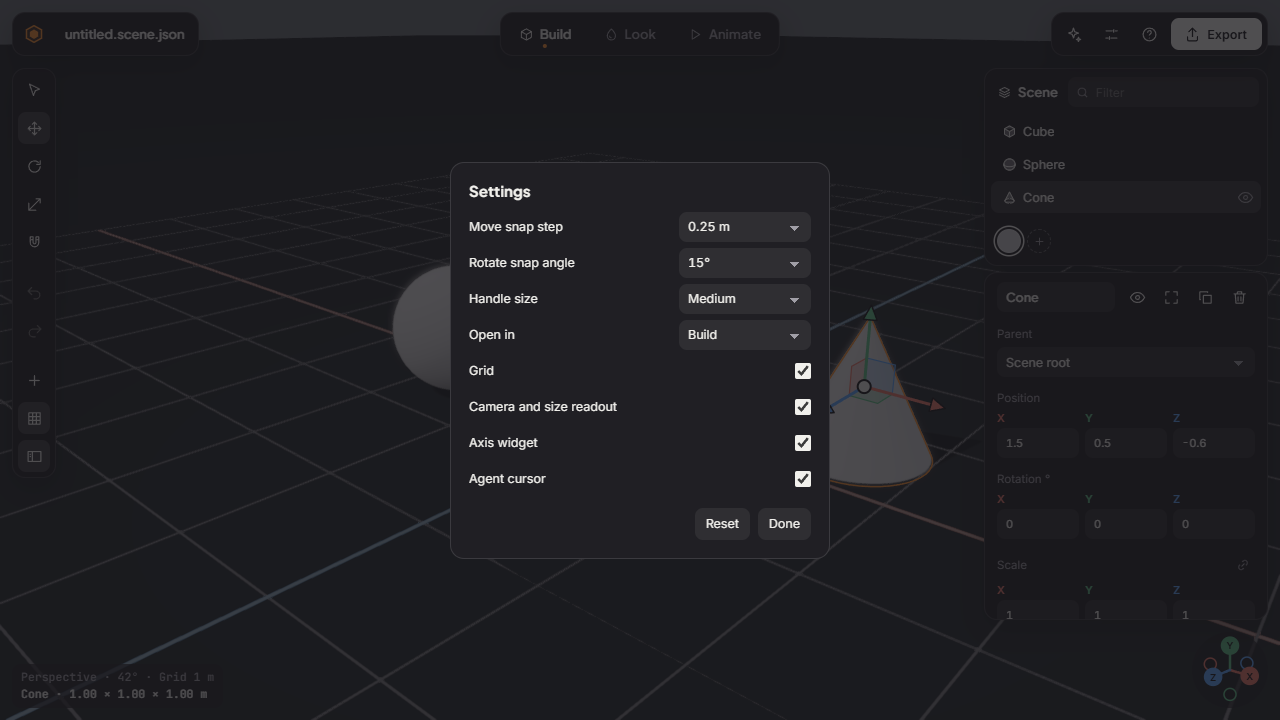 untitled.scene.json
Build
Look
Animate
Export
Scene
Filter
Cube
Sphere
Cone
Cone
Parent
Scene root
Position
X Y Z
1.5 0.5 -0.6
Rotation °
X Y Z
0 0 0
Scale
X Y Z
1 1 1
Settings
Move snap step 0.25 m
Rotate snap angle 15°
Handle size Medium
Open in Build
Grid
Camera and size readout
Axis widget
Agent cursor
Reset Done
Perspective · 42° · Grid 1 m
Cone · 1.00 × 1.00 × 1.00 m
Y
Z X